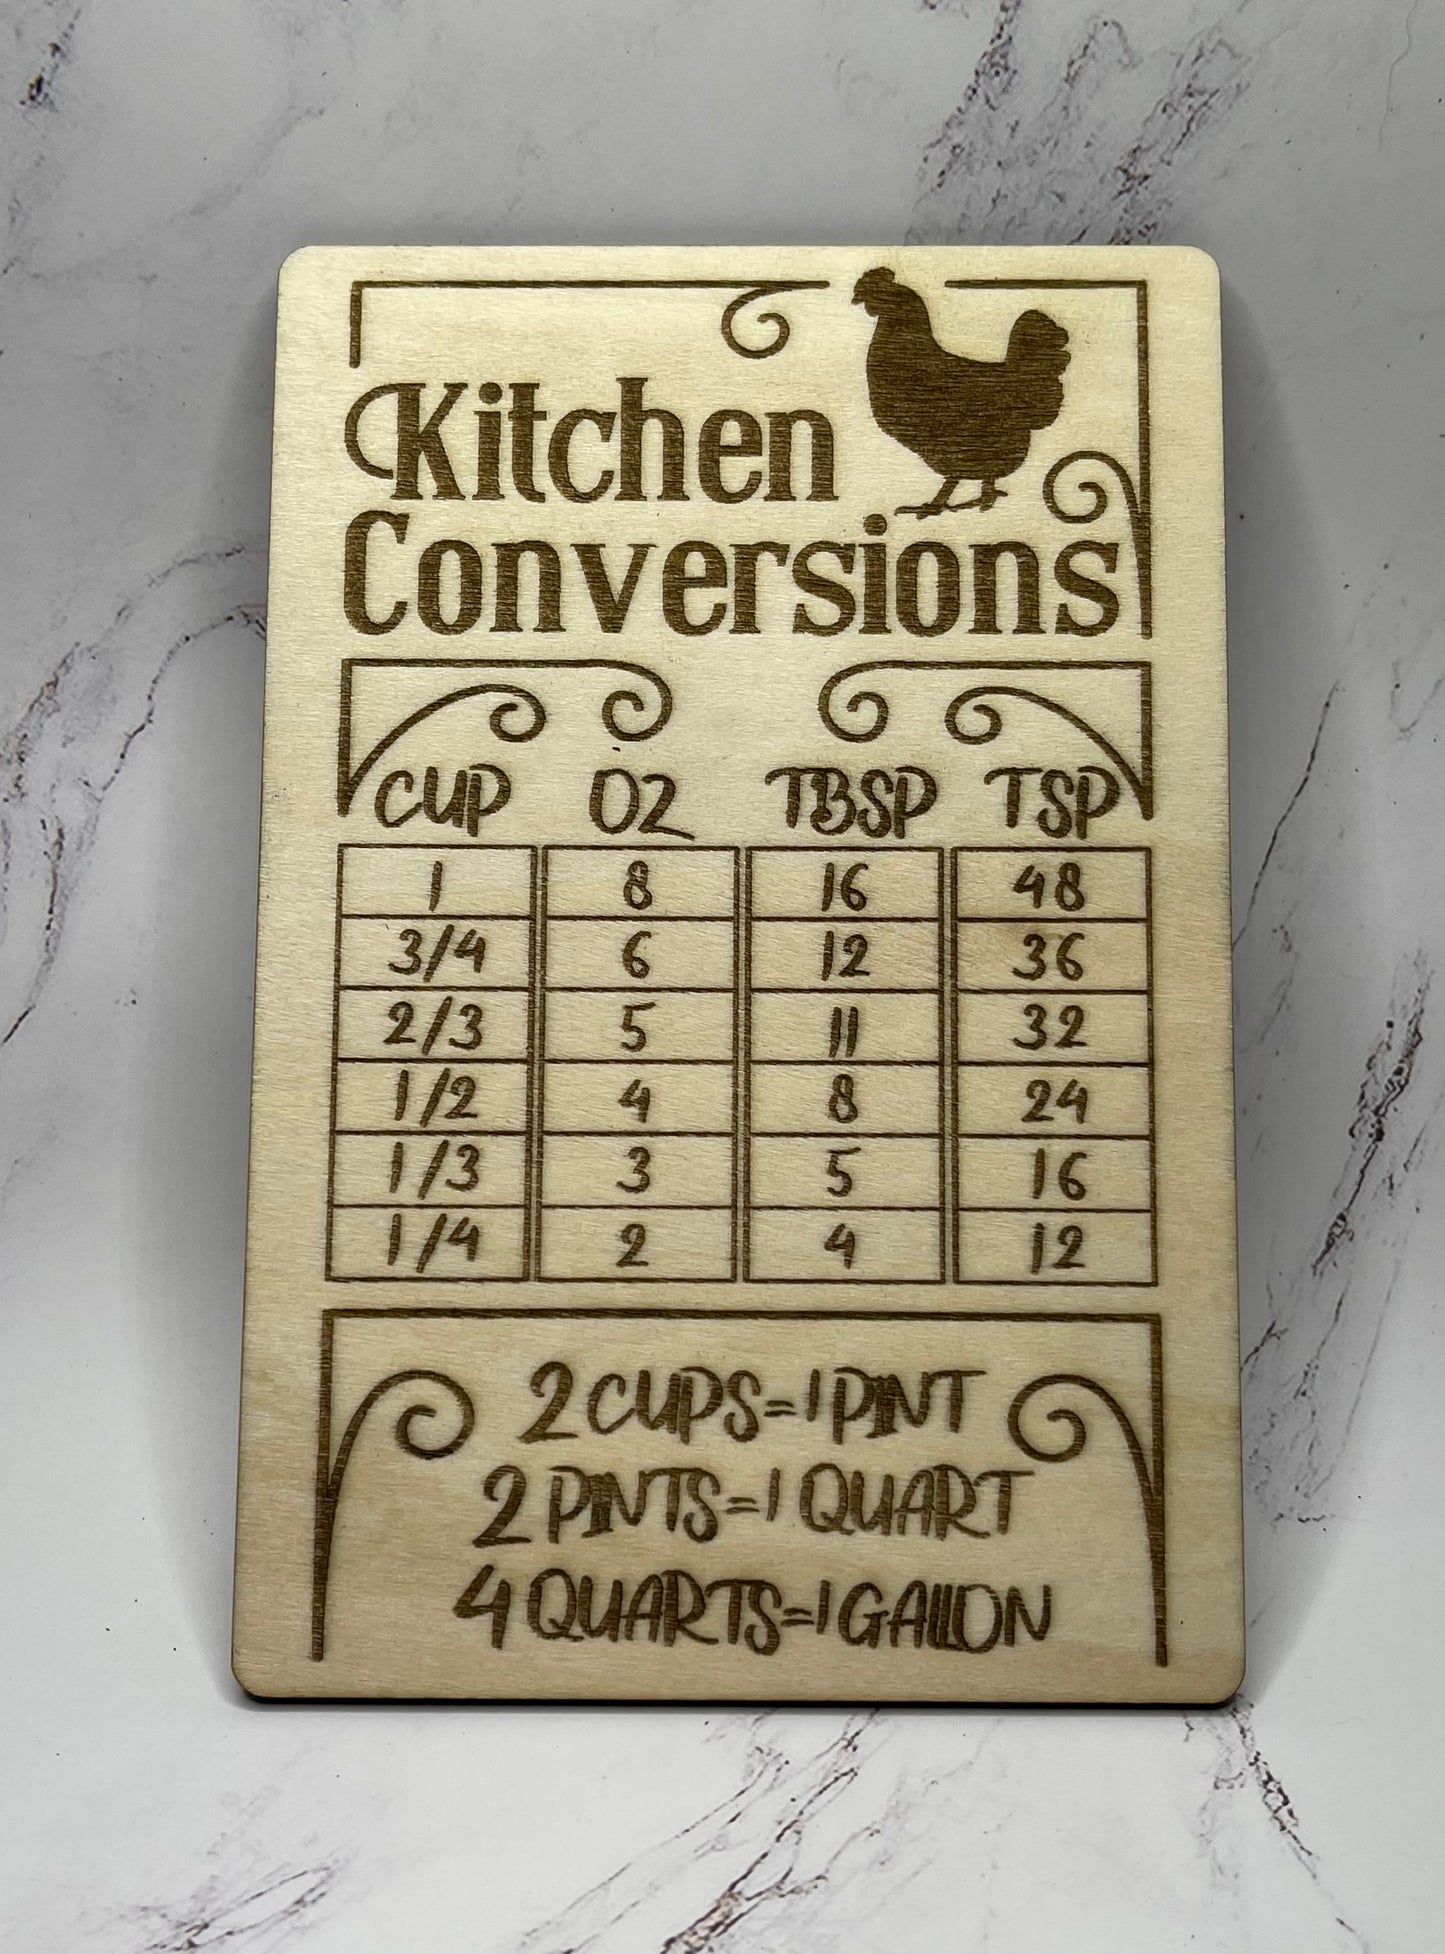 Kitchen
Conversions
CUP OZ TBSP TSP
1 8 16 48
3/4 6 12 36
2/3 5 11 32
1/2 4 8 24
1/3 3 5 16
1/4 2 4 12
2 CUPS=1 PINT
2 PINTS=1 QUART
4 QUARTS=1 GALLON